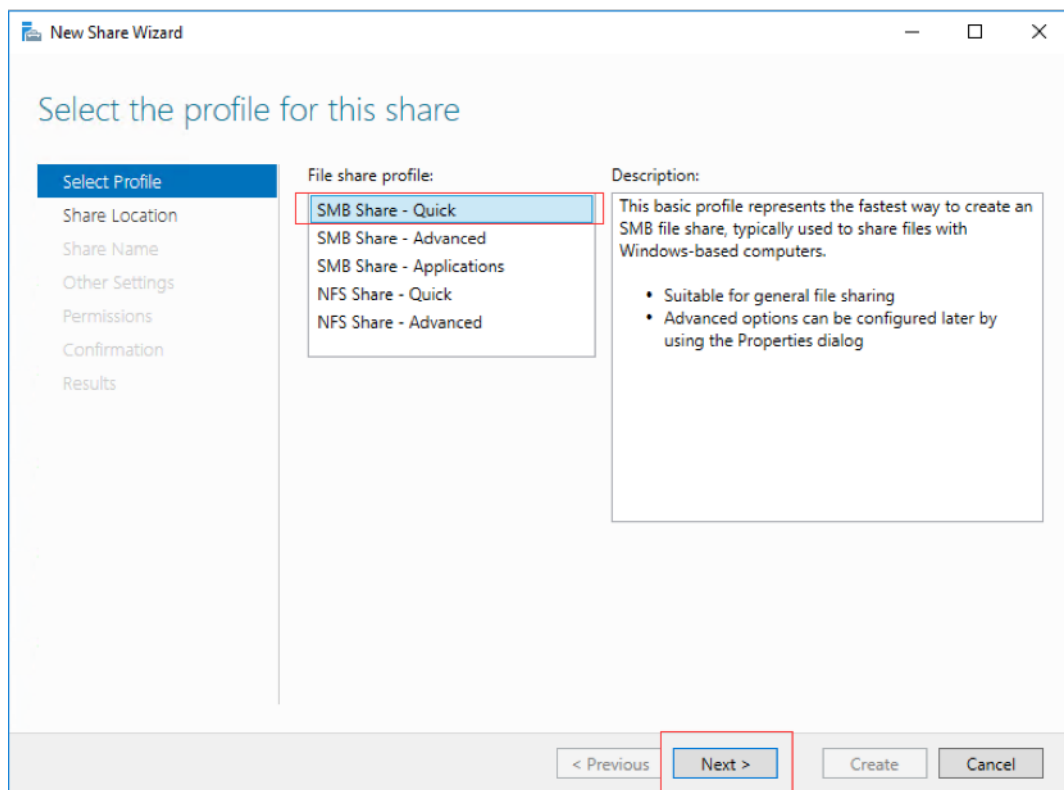 New Share Wizard
Select the profile for this share
Select Profile
Share Location
Share Name
Other Settings
Permissions
Confirmation
Results
File share profile:
SMB Share - Quick
SMB Share - Advanced
SMB Share - Applications
NFS Share - Quick
NFS Share - Advanced
Description:
This basic profile represents the fastest way to create an
SMB file share, typically used to share files with
Windows-based computers.
• Suitable for general file sharing
• Advanced options can be configured later by
using the Properties dialog
< Previous
Next >
Create
Cancel